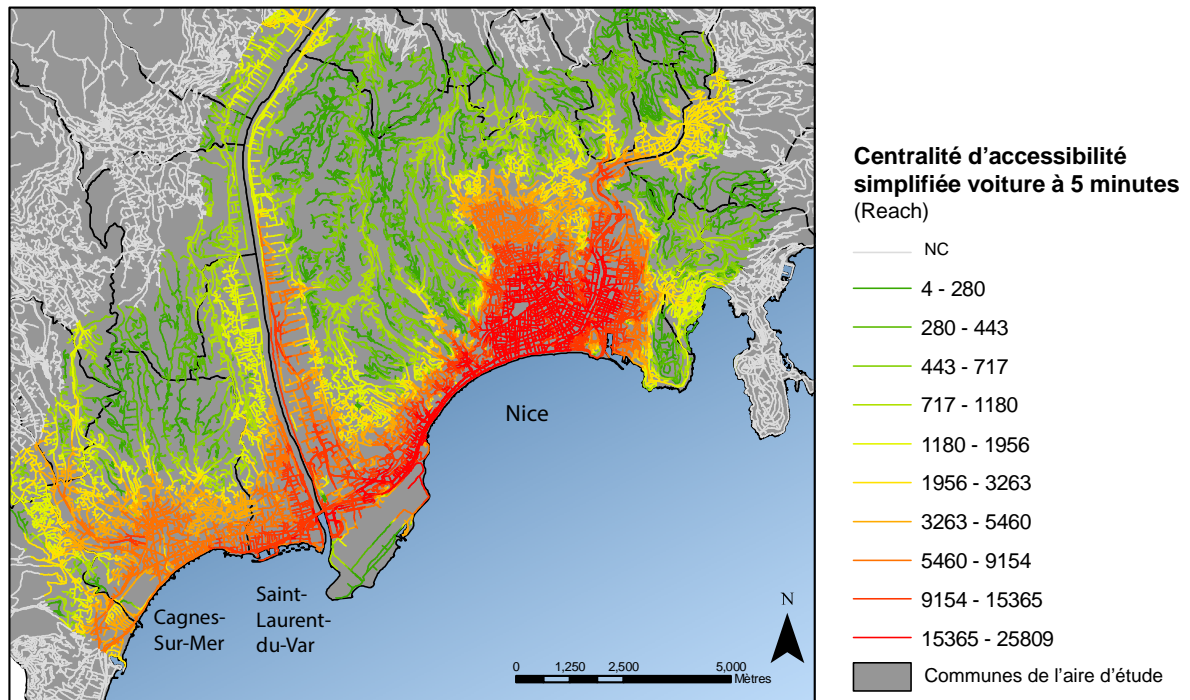 Nice
Cagnes-
Sur-Mer
Saint-
Laurent-
du-Var
N
0 1,250 2,500 5,000
Mètres
Centralité d'accessibilité
simplifiée voiture à 5 minutes
(Reach)
NC
4 - 280
280 - 443
443 - 717
717 - 1180
1180 - 1956
1956 - 3263
3263 - 5460
5460 - 9154
9154 - 15365
15365 - 25809
Communes de l'aire d'étude